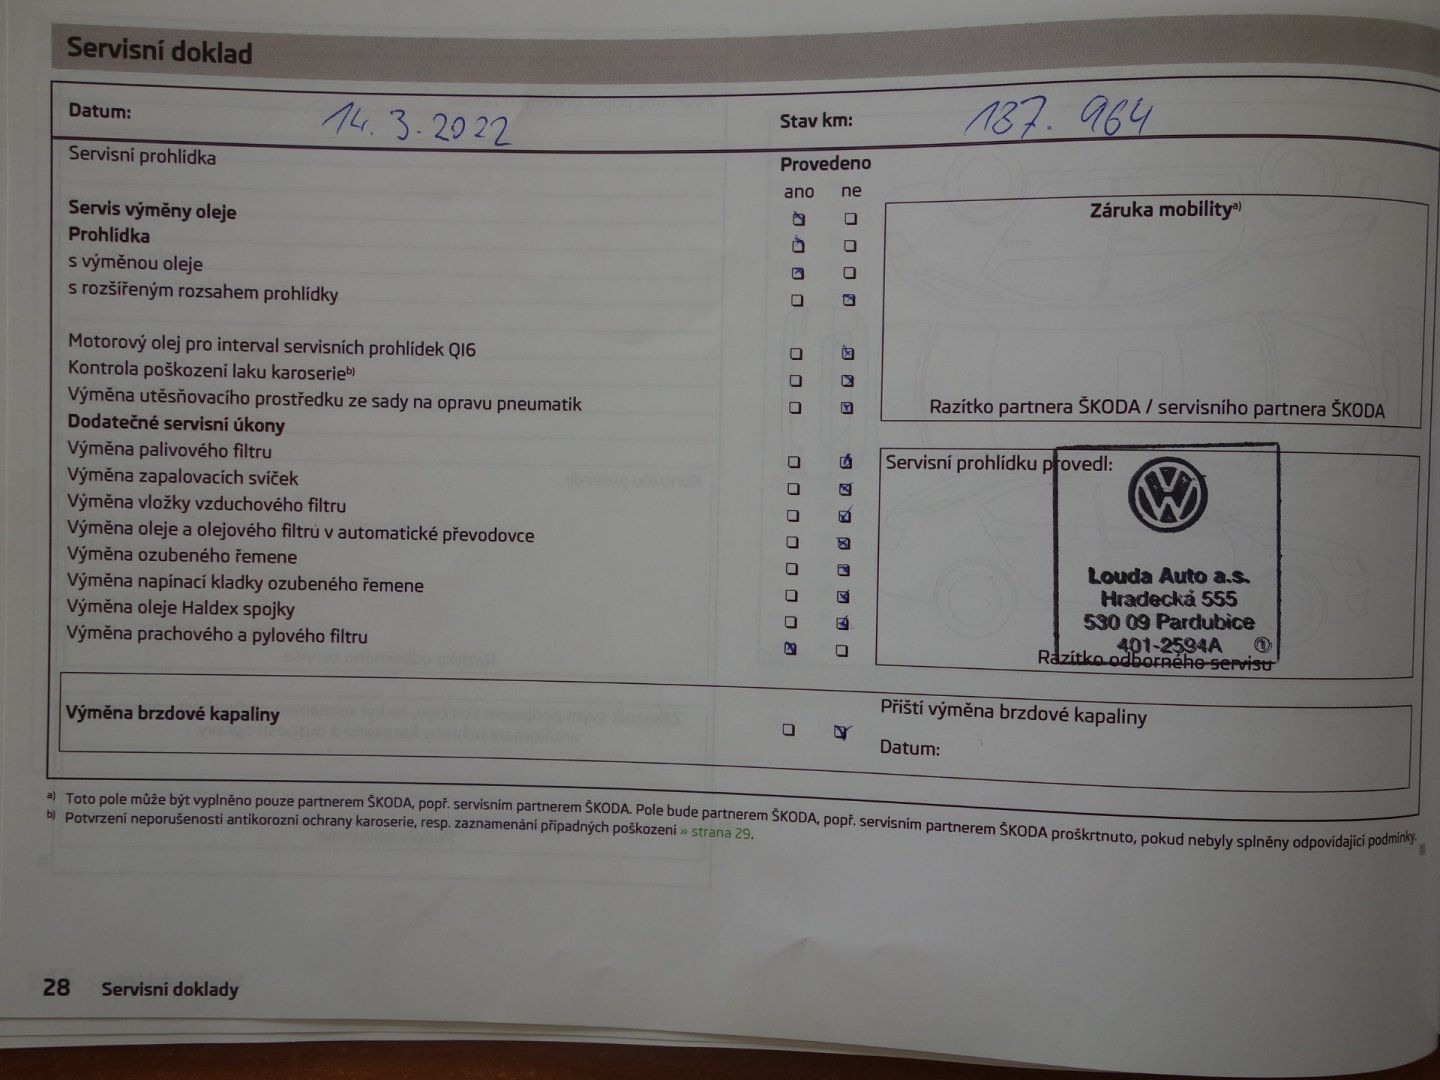 Servisní doklad
Datum: 14.3.2022 Stav km: 187.964
Servisní prohlídka Provedeno
ano ne
Servis výměny oleje
Prohlídka
s výměnou oleje
s rozšířeným rozsahem prohlídky
Motorový olej pro interval servisních prohlídek QI6
Kontrola poškození laku karoserie b)
Výměna utěsňovacího prostředku ze sady na opravu pneumatik
Dodatečné servisní úkony
Výměna palivového filtru
Výměna zapalovacích svíček
Výměna vložky vzduchového filtru
Výměna oleje a olejového filtru v automatické převodovce
Výměna ozubeného řemene
Výměna napínací kladky ozubeného řemene
Výměna oleje Haldex spojky
Výměna prachového a pylového filtru
Záruka mobility a)
Razítko partnera ŠKODA / servisního partnera ŠKODA
Servisní prohlídku provedl:
VW
Louda Auto a.s.
Hradecká 555
530 09 Pardubice
401-2594A 1
Razítko odborného servisu
Výměna brzdové kapaliny
Příští výměna brzdové kapaliny
Datum:
a) Toto pole může být vyplněno pouze partnerem ŠKODA, popř. servisním partnerem ŠKODA. Pole bude partnerem ŠKODA, popř. servisním partnerem ŠKODA proškrtnuto, pokud nebyly splněny odpovídající podmínky.
b) Potvrzení neporušenosti antikorozní ochrany karoserie, resp. zaznamenání případných poškození » strana 29.
28 Servisní doklady